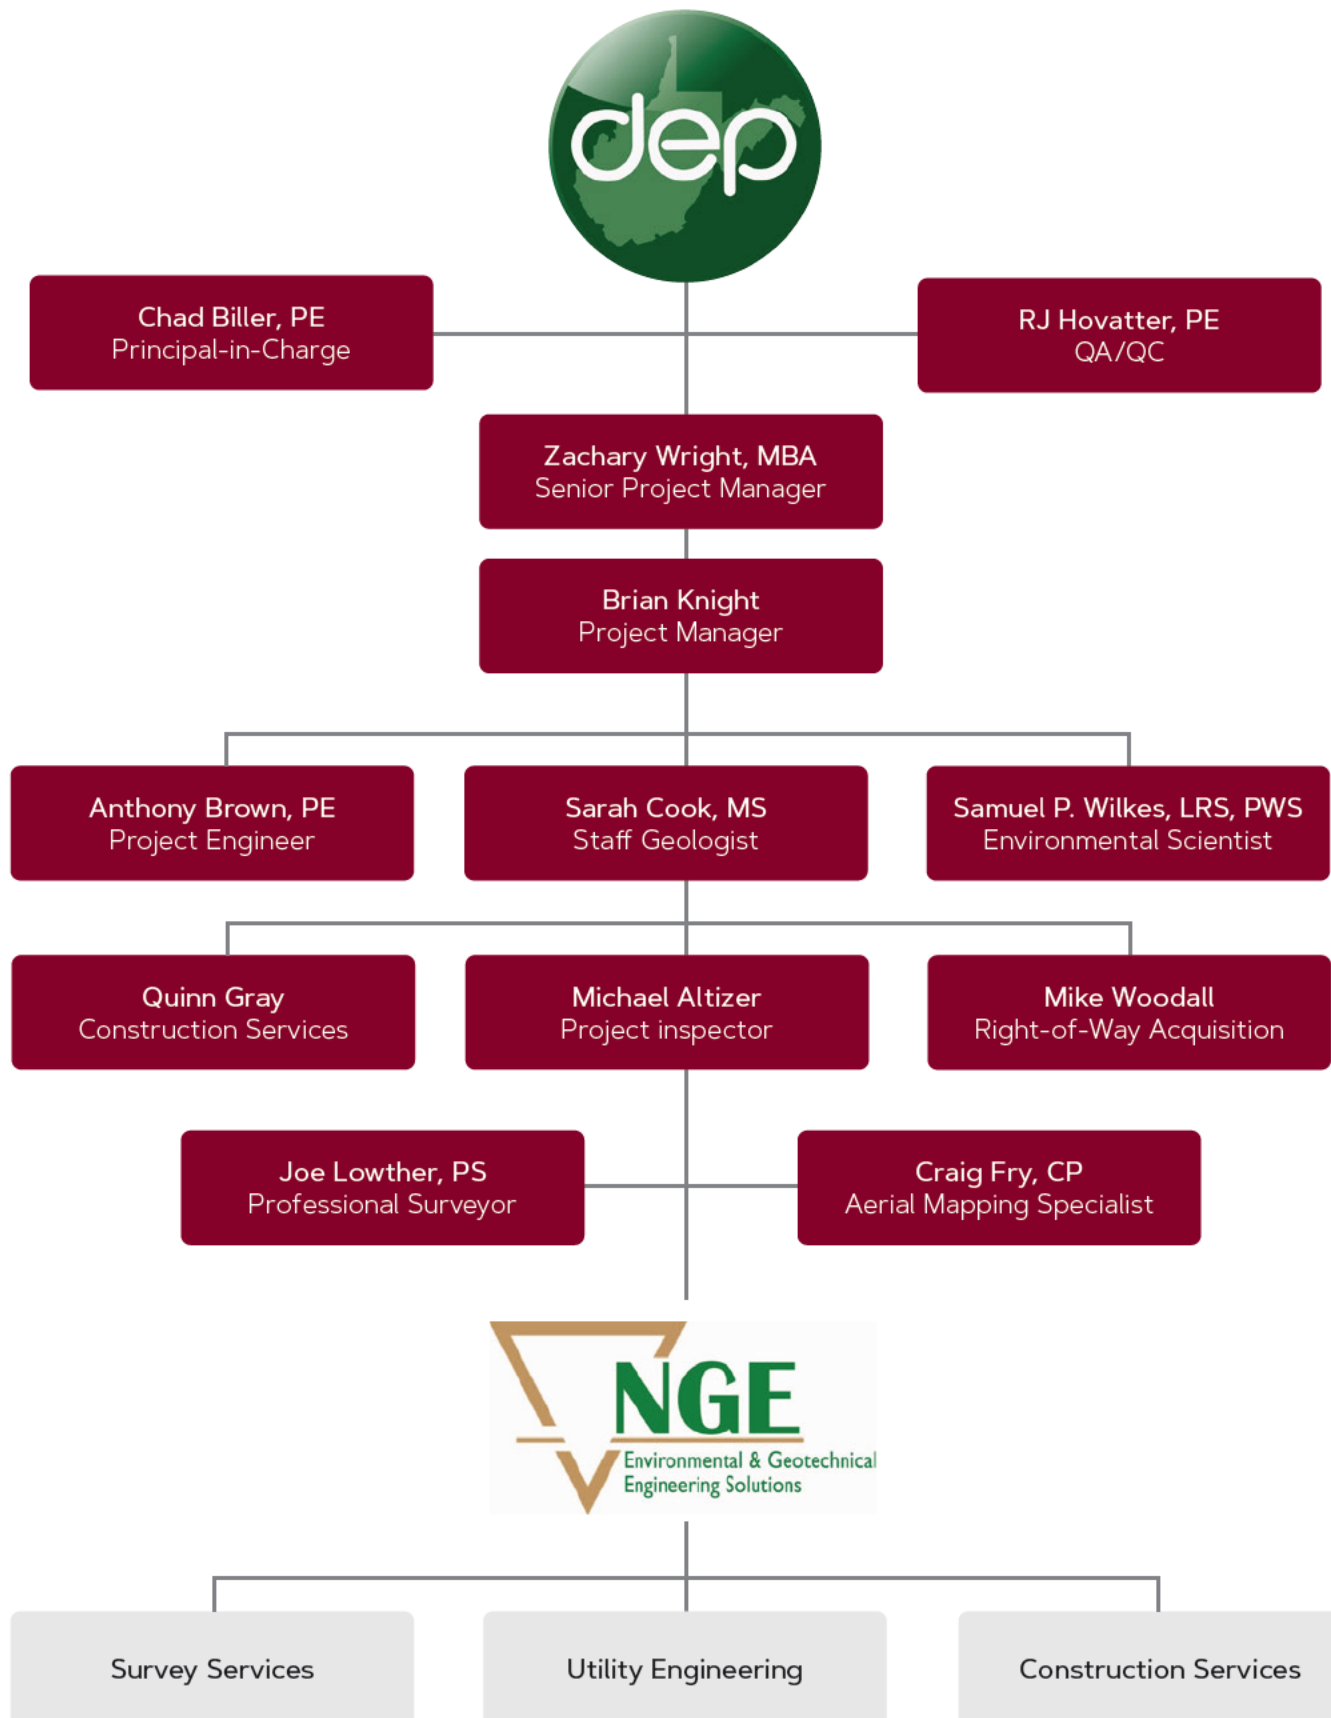 dep
Chad Biller, PE
Principal-in-Charge
RJ Hovatter, PE
QA/QC
Zachary Wright, MBA
Senior Project Manager
Brian Knight
Project Manager
Anthony Brown, PE
Project Engineer
Sarah Cook, MS
Staff Geologist
Samuel P. Wilkes, LRS, PWS
Environmental Scientist
Quinn Gray
Construction Services
Michael Altizer
Project inspector
Mike Woodall
Right-of-Way Acquisition
Joe Lowther, PS
Professional Surveyor
Craig Fry, CP
Aerial Mapping Specialist
NGE
Environmental & Geotechnical
Engineering Solutions
Survey Services
Utility Engineering
Construction Services